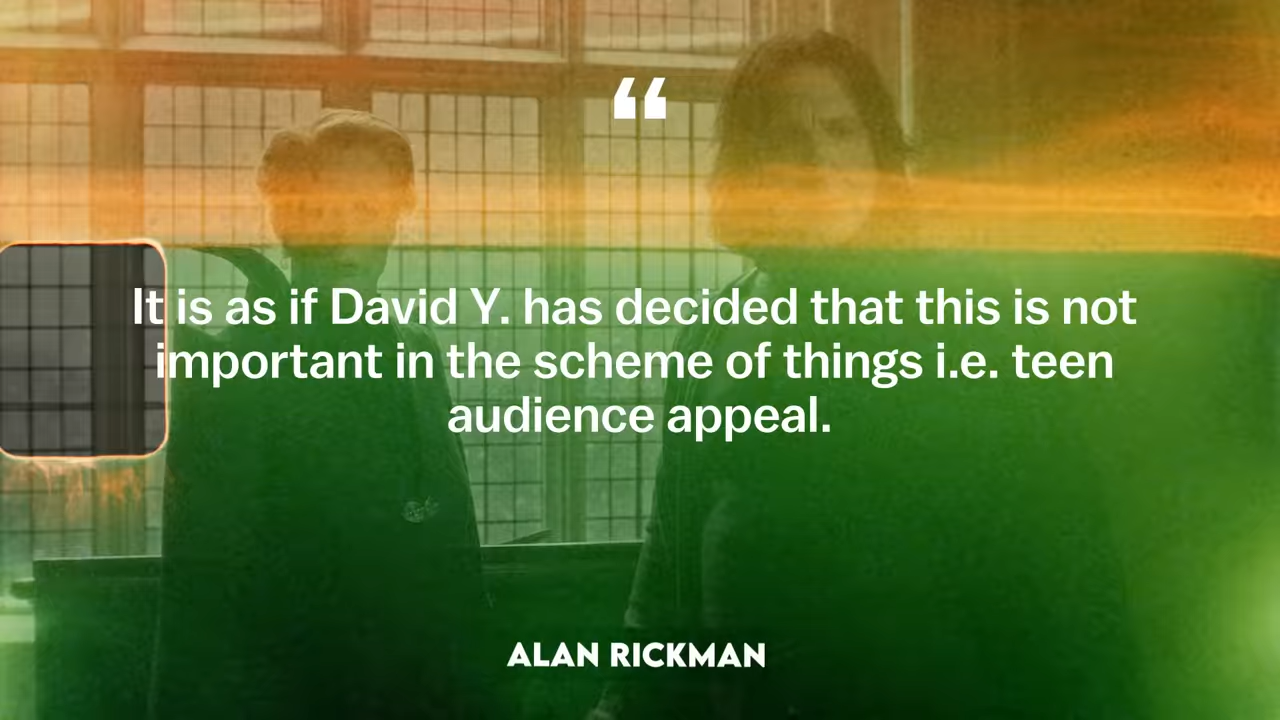 “
It is as if David Y. has decided that this is not
important in the scheme of things i.e. teen
audience appeal.
ALAN RICKMAN